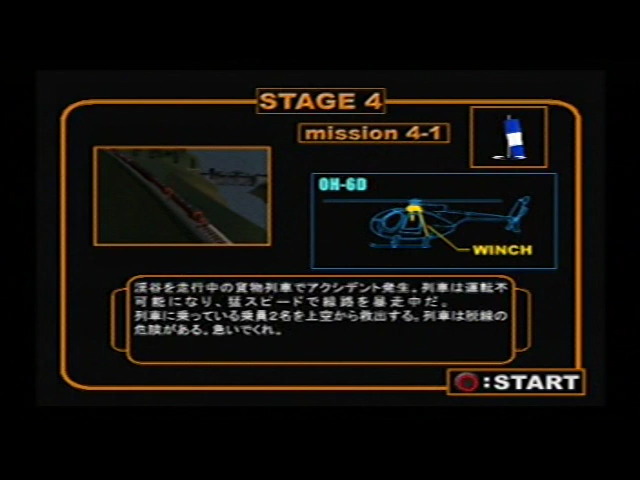 STAGE 4
mission 4-1
OH-6D
WINCH
渓谷を走行中の貨物列車でアクシデント発生。列車は運転不
可能になり、猛スピードで線路を暴走中だ。
列車に乗っている乗員2名を上空から救出する。列車は脱線の
危険がある。急いでくれ。
:START